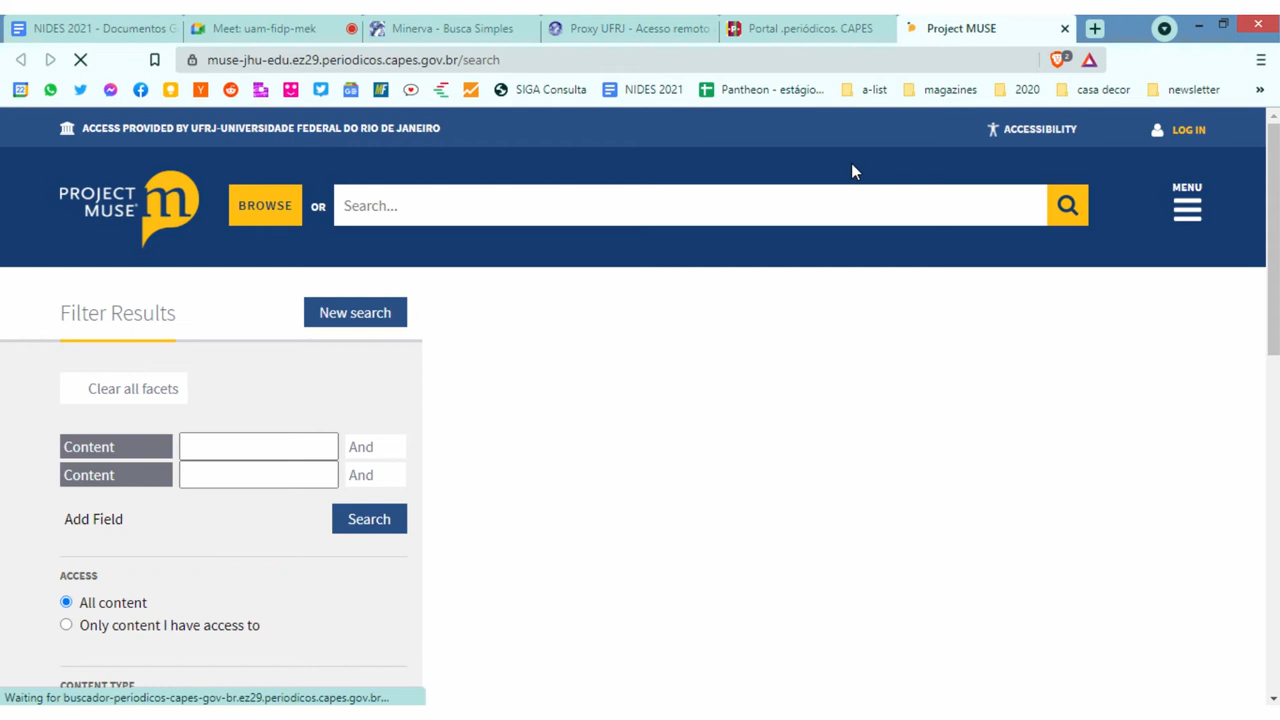 NIDES 2021 - Documentos G
Meet: uam-fidp-mek
Minerva - Busca Simples
Proxy UFRJ - Acesso remoto
Portal .periódicos. CAPES
Project MUSE
muse-jhu-edu.ez29.periodicos.capes.gov.br/search
2
22
SIGA Consulta
NIDES 2021
Pantheon - estágio...
a-list
magazines
2020
casa decor
newsletter
»
ACCESS PROVIDED BY UFRJ-UNIVERSIDADE FEDERAL DO RIO DE JANEIRO
ACCESSIBILITY
LOG IN
PROJECT
MUSE®
m
BROWSE
OR
Search...
MENU
Filter Results
New search
Clear all facets
Content
And
Content
And
Add Field
Search
ACCESS
All content
Only content I have access to
CONTENT TYPE
Waiting for buscador-periodicos-capes-gov-br.ez29.periodicos.capes.gov.br...